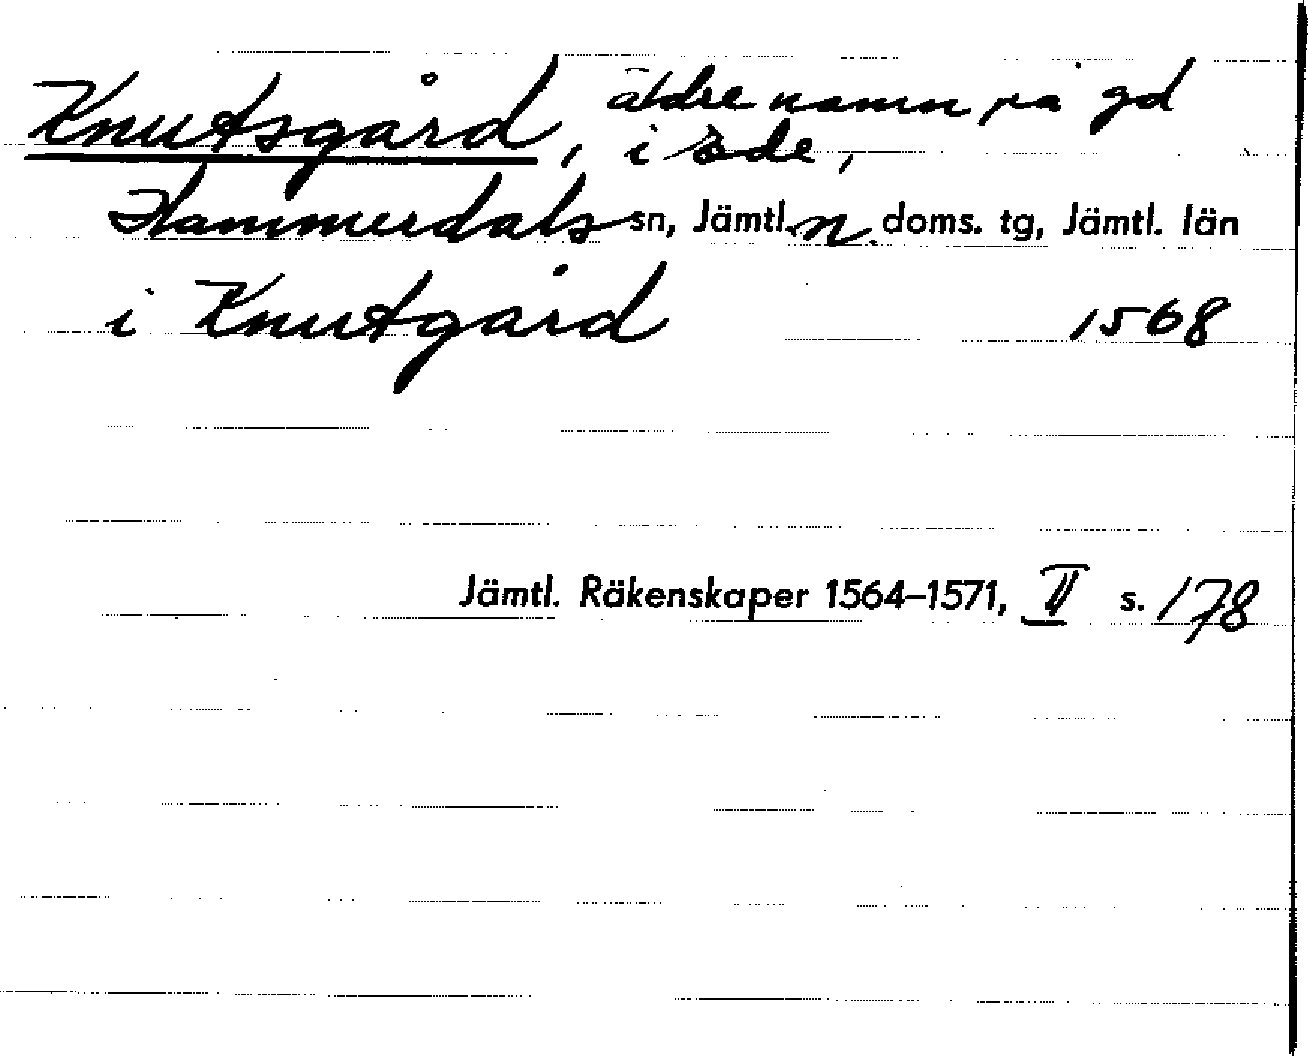 Knutsgård, äldre namn på gd
i Ede,
Hammerdals sn, Jämtl. n. doms. tg, Jämtl. län
i Knutgård 1568
Jämtl. Räkenskaper 1564–1571, II s. 178